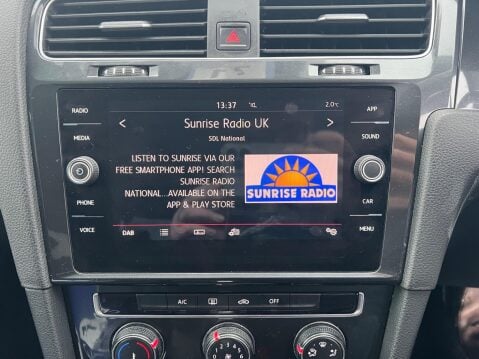 RADIO
MEDIA
PHONE
VOICE
13:37
2.0°C
< Sunrise Radio UK >
SDL National
LISTEN TO SUNRISE VIA OUR
FREE SMARTPHONE APP! SEARCH
SUNRISE RADIO
NATIONAL...AVAILABLE ON THE
APP & PLAY STORE
SUNRISE RADIO
DAB
APP
SOUND
CAR
MENU
A/C
OFF